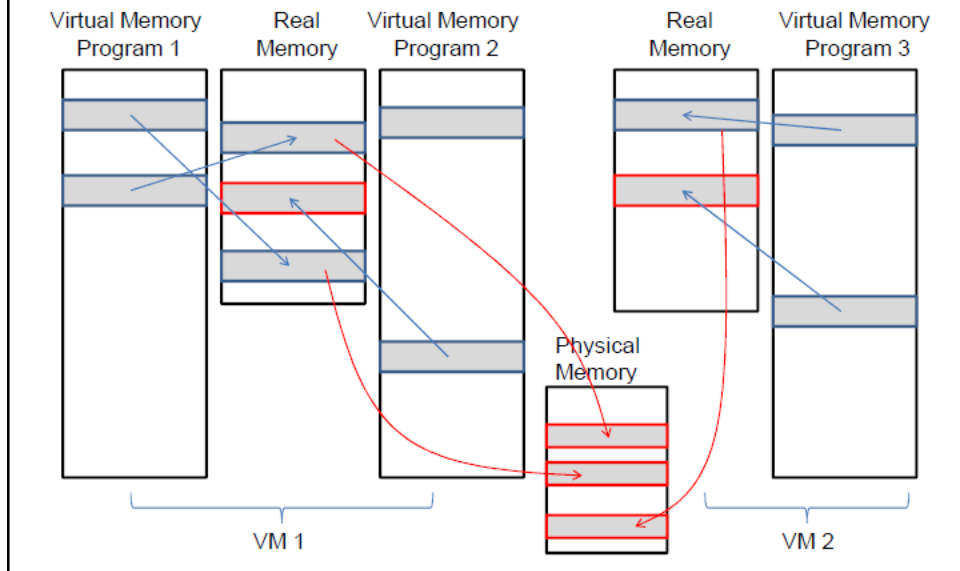 Virtual Memory
Program 1
Real
Memory
Virtual Memory
Program 2
Real
Memory
Virtual Memory
Program 3
Physical
Memory
VM 1
VM 2